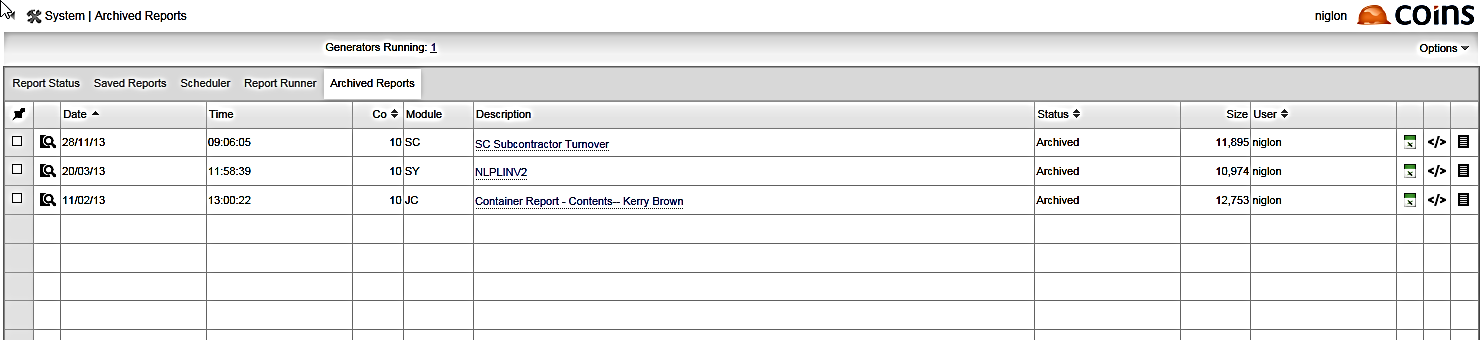 System | Archived Reports
niglon
COINS
Generators Running: 1
Options
Report Status Saved Reports Scheduler Report Runner Archived Reports
Date Time Co Module Description Status Size User
28/11/13 09:06:05 10 SC SC Subcontractor Turnover Archived 11,895 niglon </>
20/03/13 11:58:39 10 SY NLPLINV2 Archived 10,974 niglon </>
11/02/13 13:00:22 10 JC Container Report - Contents-- Kerry Brown Archived 12,753 niglon </>